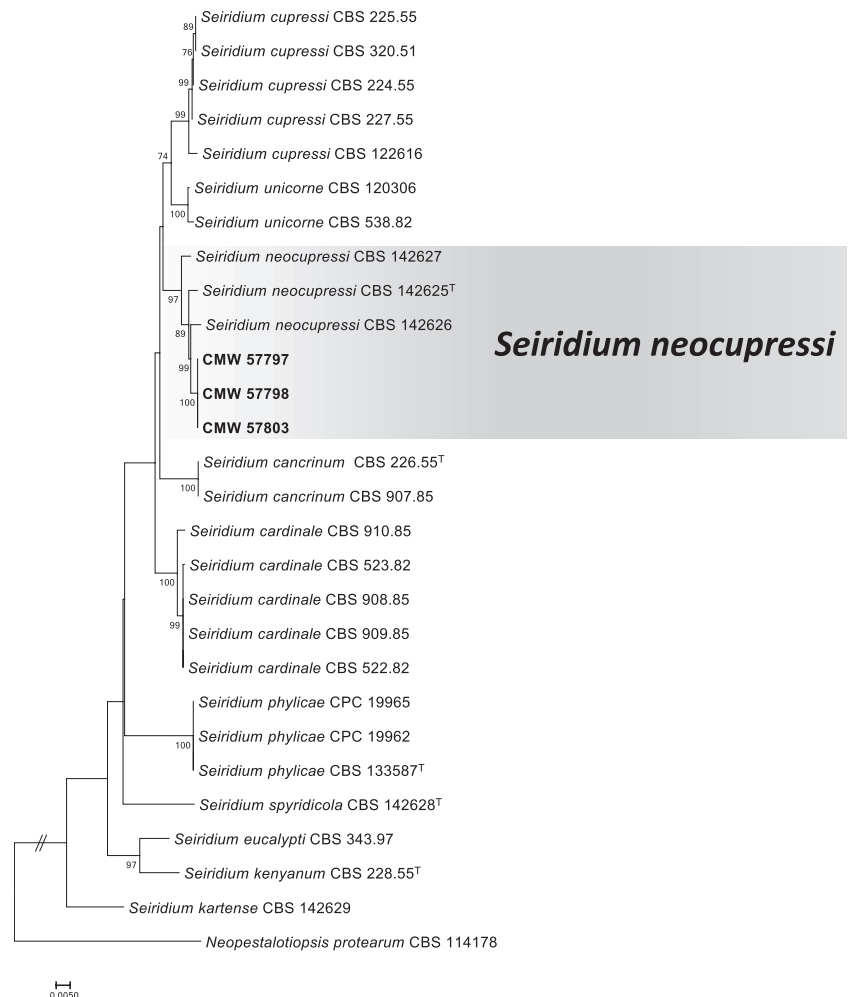 Seiridium cupressi CBS 225.55
89
Seiridium cupressi CBS 320.51
76
Seiridium cupressi CBS 224.55
99
Seiridium cupressi CBS 227.55
99
Seiridium cupressi CBS 122616
74
Seiridium unicorne CBS 120306
100
Seiridium unicorne CBS 538.82
Seiridium neocupressi CBS 142627
97
Seiridium neocupressi CBS 142625ᵀ
Seiridium neocupressi CBS 142626
89
Seiridium neocupressi
CMW 57797
99
CMW 57798
100
CMW 57803
Seiridium cancrinum CBS 226.55ᵀ
100
Seiridium cancrinum CBS 907.85
Seiridium cardinale CBS 910.85
Seiridium cardinale CBS 523.82
100
Seiridium cardinale CBS 908.85
99
Seiridium cardinale CBS 909.85
Seiridium cardinale CBS 522.82
Seiridium phylicae CPC 19965
Seiridium phylicae CPC 19962
100
Seiridium phylicae CBS 133587ᵀ
Seiridium spyridicola CBS 142628ᵀ
Seiridium eucalypti CBS 343.97
97
Seiridium kenyanum CBS 228.55ᵀ
Seiridium kartense CBS 142629
Neopestalotiopsis protearum CBS 114178
0.0050